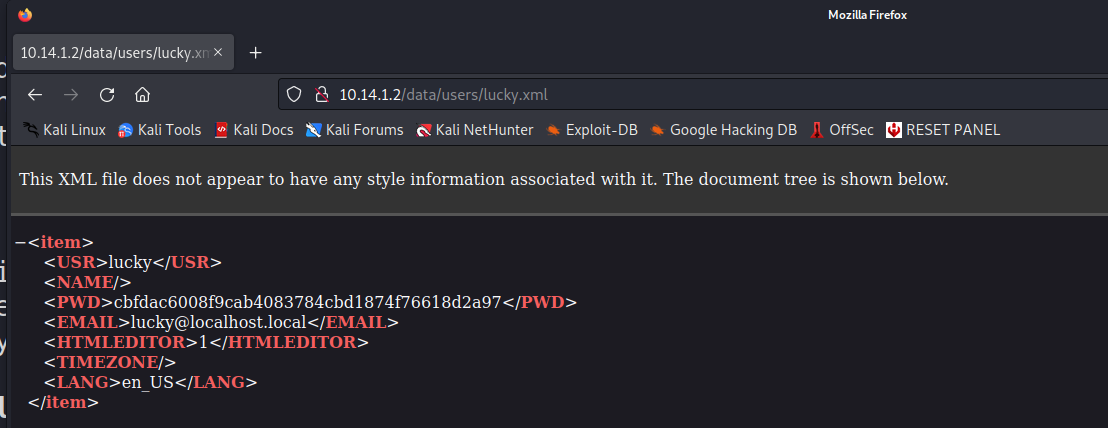 Mozilla Firefox
10.14.1.2/data/users/lucky.xn
10.14.1.2/data/users/lucky.xml
Kali Linux Kali Tools Kali Docs Kali Forums Kali NetHunter Exploit-DB Google Hacking DB OffSec RESET PANEL
This XML file does not appear to have any style information associated with it. The document tree is shown below.
−<item>
<USR>lucky</USR>
<NAME/>
<PWD>cbfdac6008f9cab4083784cbd1874f76618d2a97</PWD>
<EMAIL>lucky@localhost.local</EMAIL>
<HTMLEDITOR>1</HTMLEDITOR>
<TIMEZONE/>
<LANG>en_US</LANG>
</item>